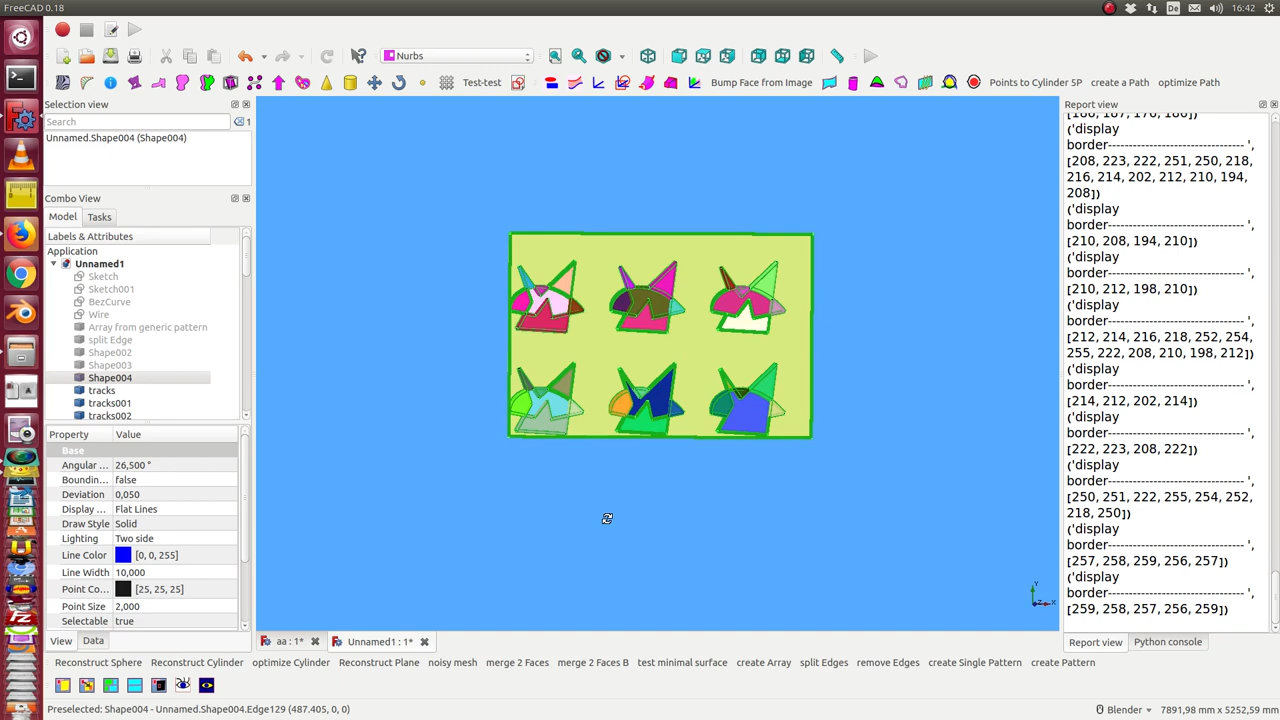 FreeCAD 0.18
De
16:42
Nurbs
Test-test
Bump Face from Image
Points to Cylinder 5P
create a Path
optimize Path
Selection view
Search
1
Unnamed.Shape004 (Shape004)
Combo View
Model
Tasks
Labels & Attributes
Application
Unnamed1
Sketch
Sketch001
BezCurve
Wire
Array from generic pattern
split Edge
Shape002
Shape003
Shape004
tracks
tracks001
tracks002
Property
Value
Base
Angular ...
26,500 °
Boundin...
false
Deviation
0,050
Display ...
Flat Lines
Draw Style
Solid
Lighting
Two side
Line Color
[0, 0, 255]
Line Width
10,000
Point Co...
[25, 25, 25]
Point Size
2,000
Selectable
true
View
Data
Y
Z
X
aa : 1*
Unnamed1 : 1*
Report view
('display
border------------------------------- ',
[208, 223, 222, 251, 250, 218,
216, 214, 202, 212, 210, 194,
208])
('display
border------------------------------- ',
[210, 208, 194, 210])
('display
border------------------------------- ',
[210, 212, 198, 210])
('display
border------------------------------- ',
[212, 214, 216, 218, 252, 254,
255, 222, 208, 210, 198, 212])
('display
border------------------------------- ',
[214, 212, 202, 214])
('display
border------------------------------- ',
[222, 223, 208, 222])
('display
border------------------------------- ',
[250, 251, 222, 255, 254, 252,
218, 250])
('display
border------------------------------- ',
[257, 258, 259, 256, 257])
('display
border------------------------------- ',
[259, 258, 257, 256, 259])
Report view
Python console
Reconstruct Sphere
Reconstruct Cylinder
optimize Cylinder
Reconstruct Plane
noisy mesh
merge 2 Faces
merge 2 Faces B
test minimal surface
create Array
split Edges
remove Edges
create Single Pattern
create Pattern
Preselected: Shape004 - Unnamed.Shape004.Edge129 (487.405, 0, 0)
Blender
7891,98 mm x 5252,59 mm